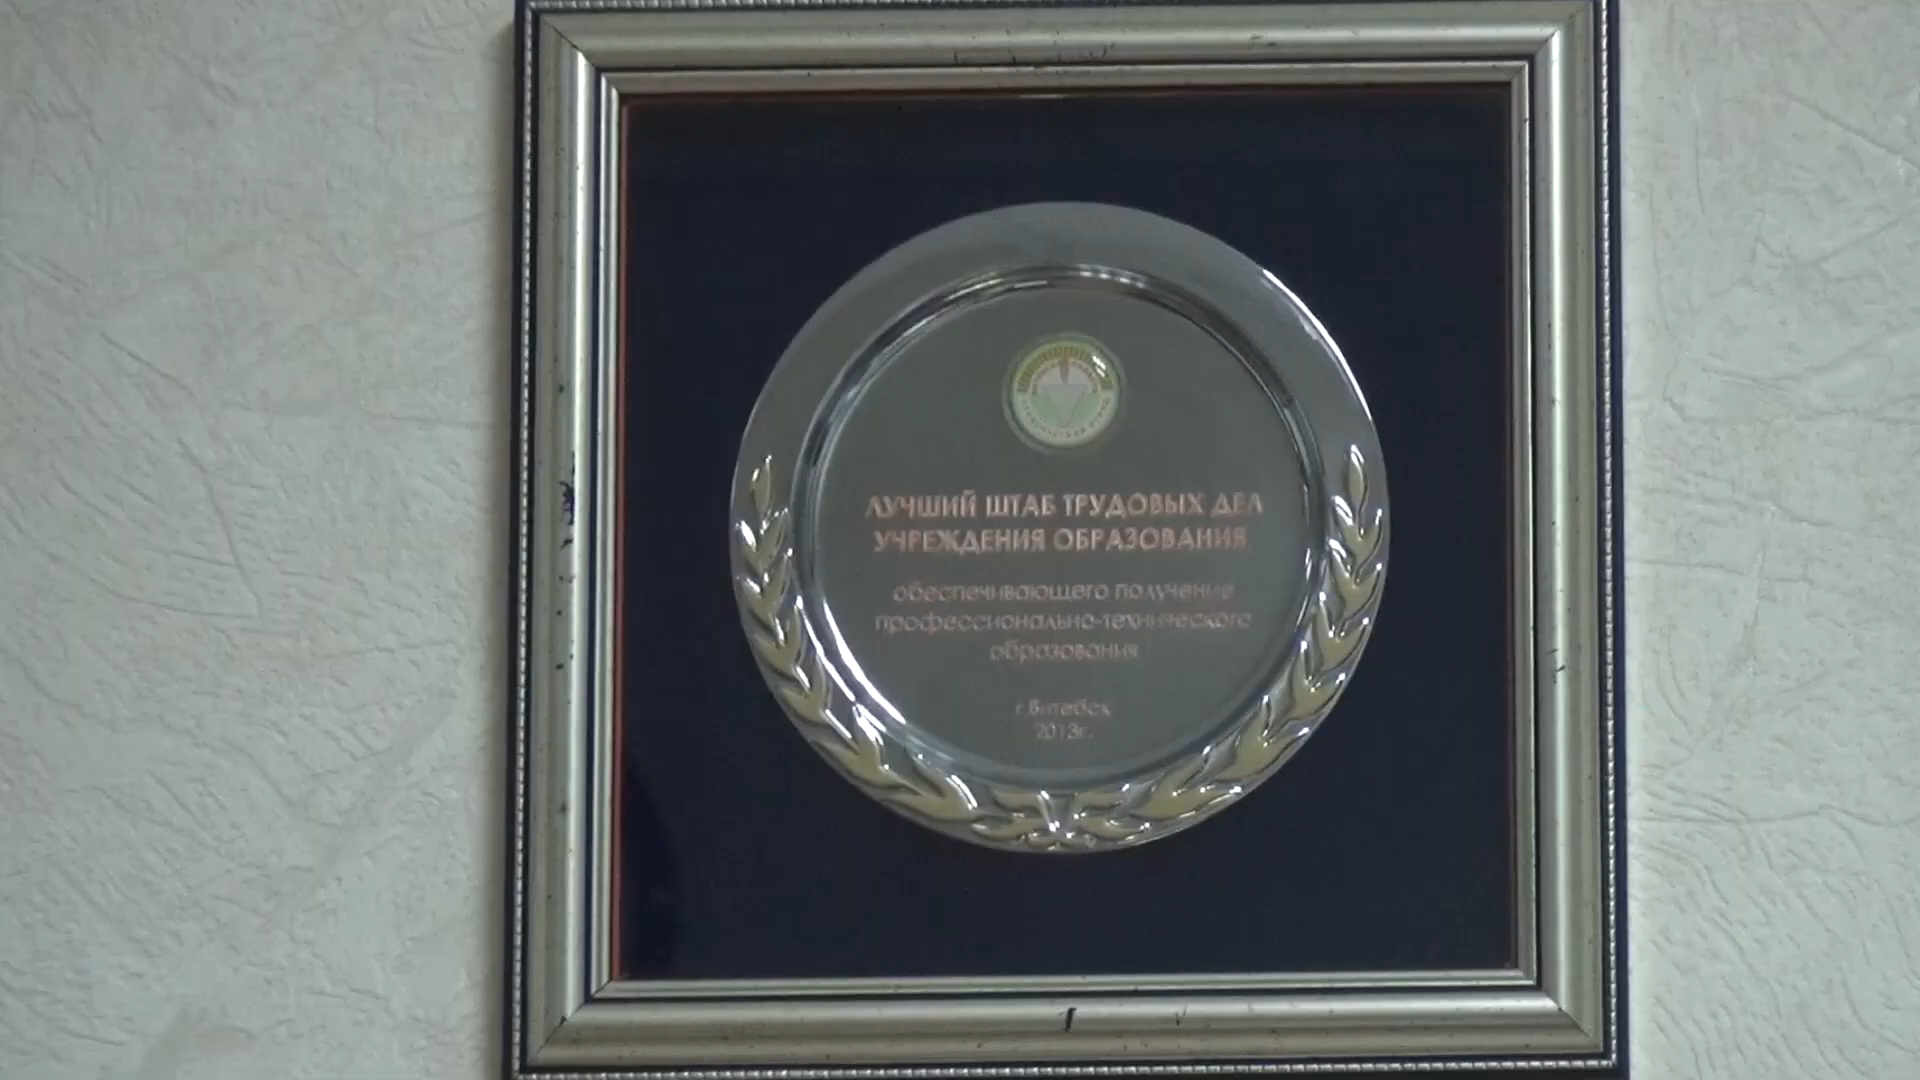 ЛУЧШИЙ ШТАБ ТРУДОВЫХ ДЕЛ
УЧРЕЖДЕНИЯ ОБРАЗОВАНИЯ,
обеспечивающего получение
профессионально-технического
образования
г.Витебск
2013г.